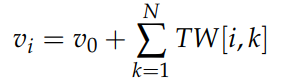 v_i = v_0 + \sum_{k=1}^{N} TW[i, k]